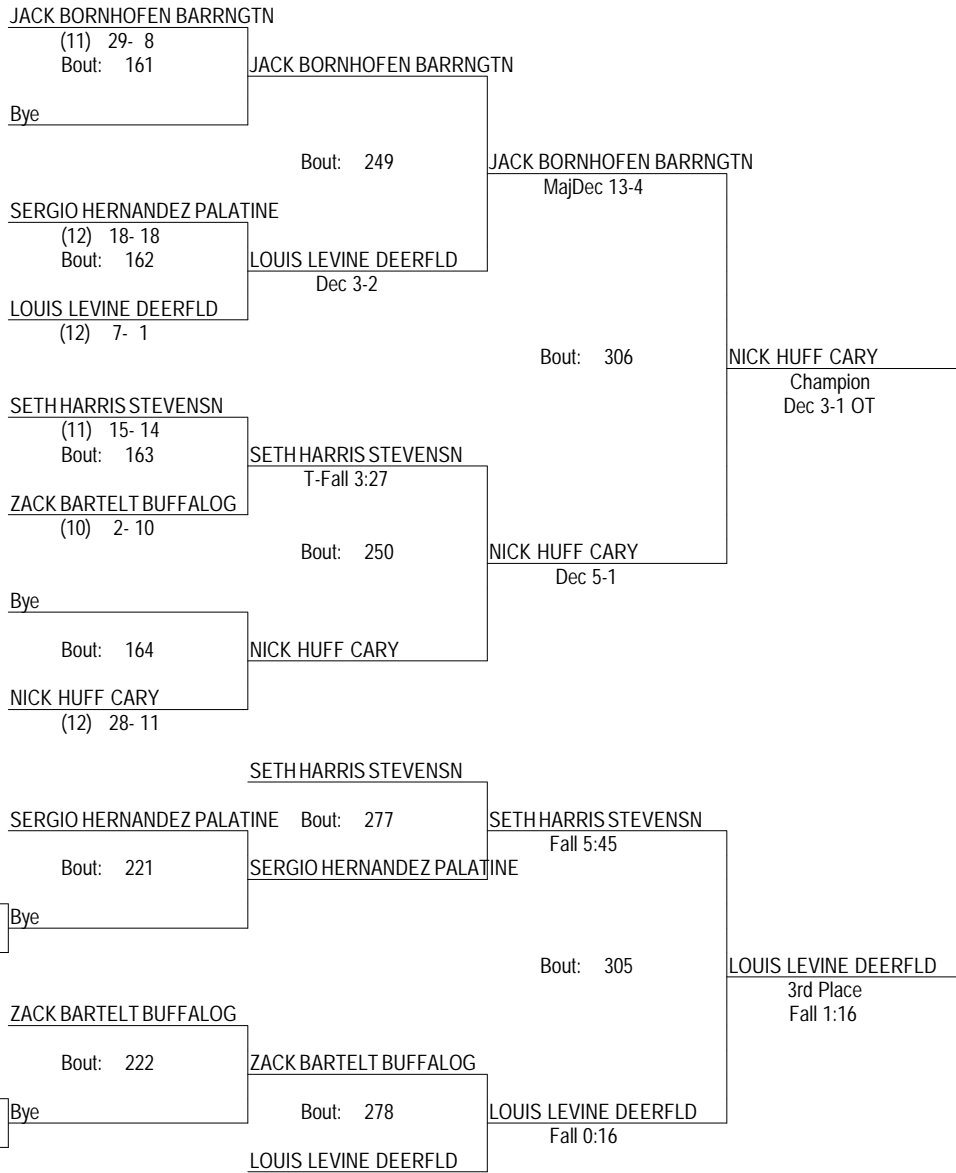 JACK BORNHOFEN BARRNGTN
(11) 29- 8
Bout: 161
JACK BORNHOFEN BARRNGTN
Bye
Bout: 249
JACK BORNHOFEN BARRNGTN
MajDec 13-4
SERGIO HERNANDEZ PALATINE
(12) 18- 18
Bout: 162
LOUIS LEVINE DEERFLD
Dec 3-2
LOUIS LEVINE DEERFLD
(12) 7- 1
Bout: 306
NICK HUFF CARY
Champion
Dec 3-1 OT
SETH HARRIS STEVENSN
(11) 15- 14
Bout: 163
SETH HARRIS STEVENSN
T-Fall 3:27
ZACK BARTELT BUFFALOG
(10) 2- 10
Bout: 250
NICK HUFF CARY
Dec 5-1
Bye
Bout: 164
NICK HUFF CARY
NICK HUFF CARY
(12) 28- 11
SETH HARRIS STEVENSN
SERGIO HERNANDEZ PALATINE
Bout: 277
SETH HARRIS STEVENSN
Fall 5:45
Bout: 221
SERGIO HERNANDEZ PALATINE
Bye
Bout: 305
LOUIS LEVINE DEERFLD
3rd Place
Fall 1:16
ZACK BARTELT BUFFALOG
Bout: 222
ZACK BARTELT BUFFALOG
Bye
Bout: 278
LOUIS LEVINE DEERFLD
Fall 0:16
LOUIS LEVINE DEERFLD